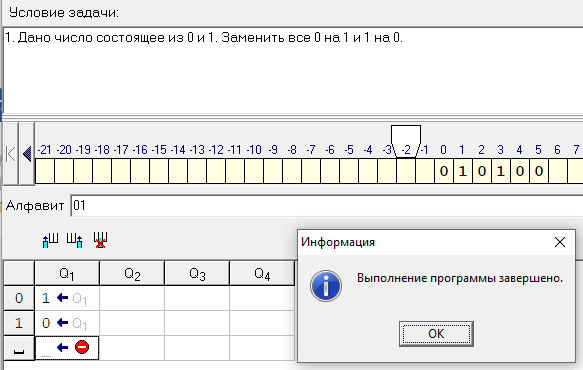 Условие задачи:
1. Дано число состоящее из 0 и 1. Заменить все 0 на 1 и 1 на 0.
-21 -20 -19 -18 -17 -16 -15 -14 -13 -12 -11 -10 -9 -8 -7 -6 -5 -4 -3 -2 -1 0 1 2 3 4 5 6 7
0 1 0 1 0 0
Алфавит 01
Информация
Выполнение программы завершено.
OK
Q1 Q2 Q3 Q4
0 1 ← Q1
1 0 ← Q1
_ ←